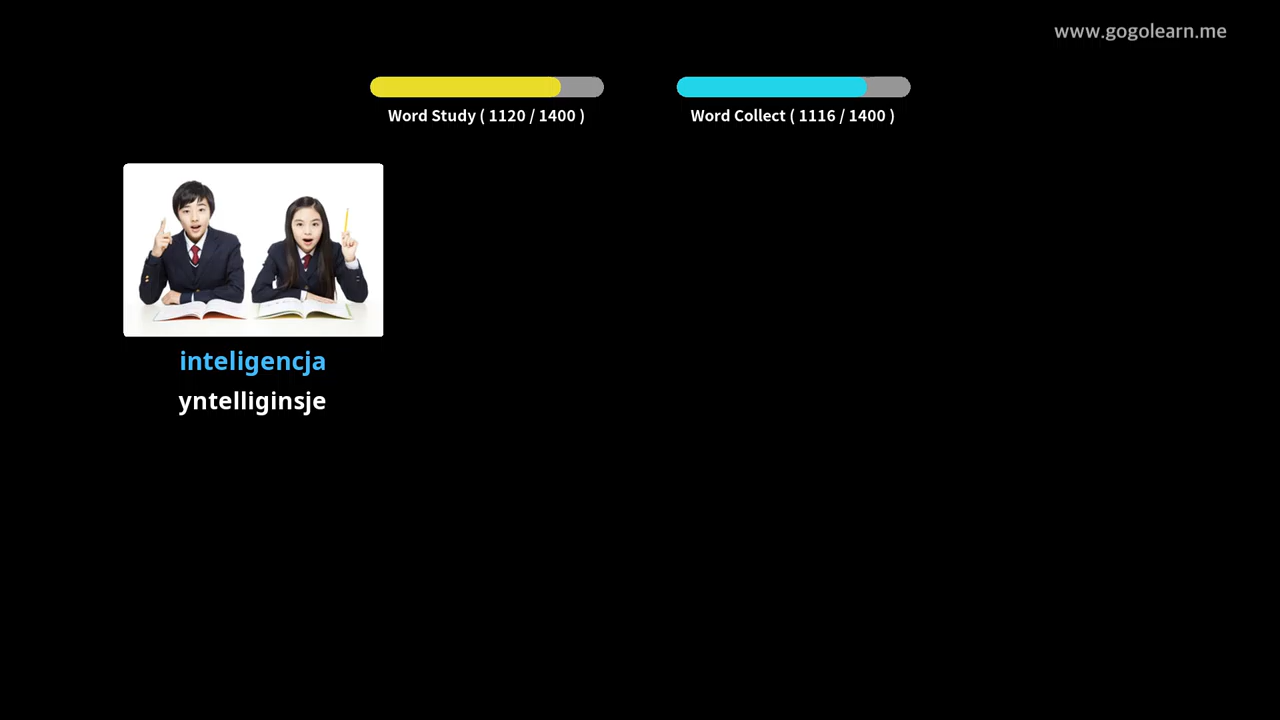 www.gogolearn.me
Word Study ( 1120 / 1400 )
Word Collect ( 1116 / 1400 )
inteligencja
yntelliginsje